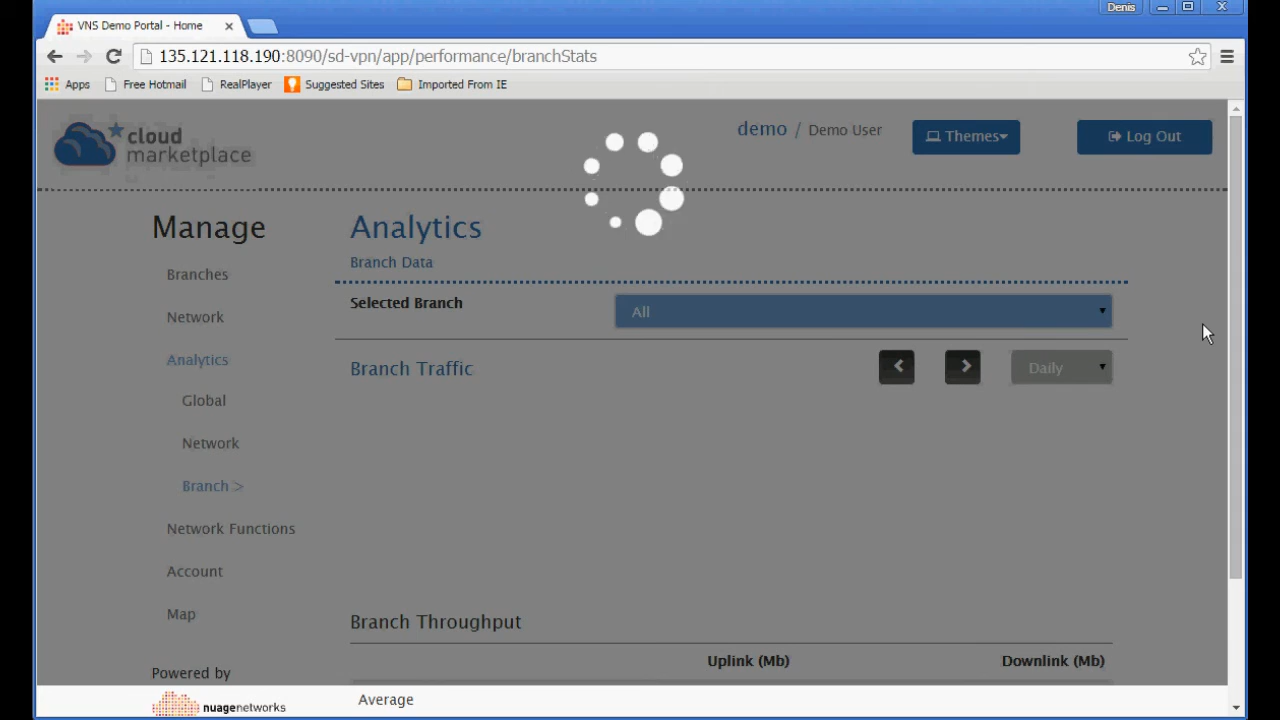 Denis
VNS Demo Portal - Home
135.121.118.190:8090/sd-vpn/app/performance/branchStats
Apps Free Hotmail RealPlayer Suggested Sites Imported From IE
cloud marketplace
demo / Demo User
Themes
Log Out
Manage
Branches
Network
Analytics
Global
Network
Branch >
Network Functions
Account
Map
Powered by
nuagenetworks
Analytics
Branch Data
Selected Branch All
Branch Traffic Daily
Branch Throughput
Uplink (Mb) Downlink (Mb)
Average